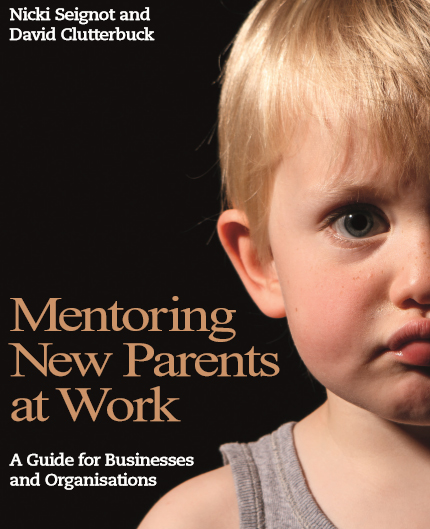 Nicki Seignot and
David Clutterbuck
Mentoring
New Parents
at Work
A Guide for Businesses
and Organisations